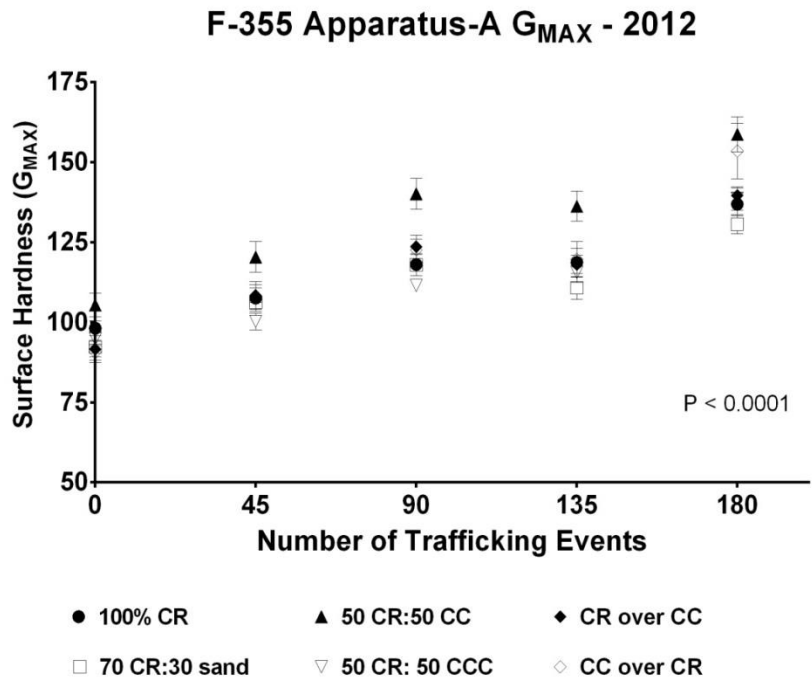 F-355 Apparatus-A GMAX - 2012
Surface Hardness (GMAX)
175
150
125
100
75
50
P < 0.0001
0 45 90 135 180
Number of Trafficking Events
100% CR 50 CR:50 CC CR over CC
70 CR:30 sand 50 CR: 50 CCC CC over CR